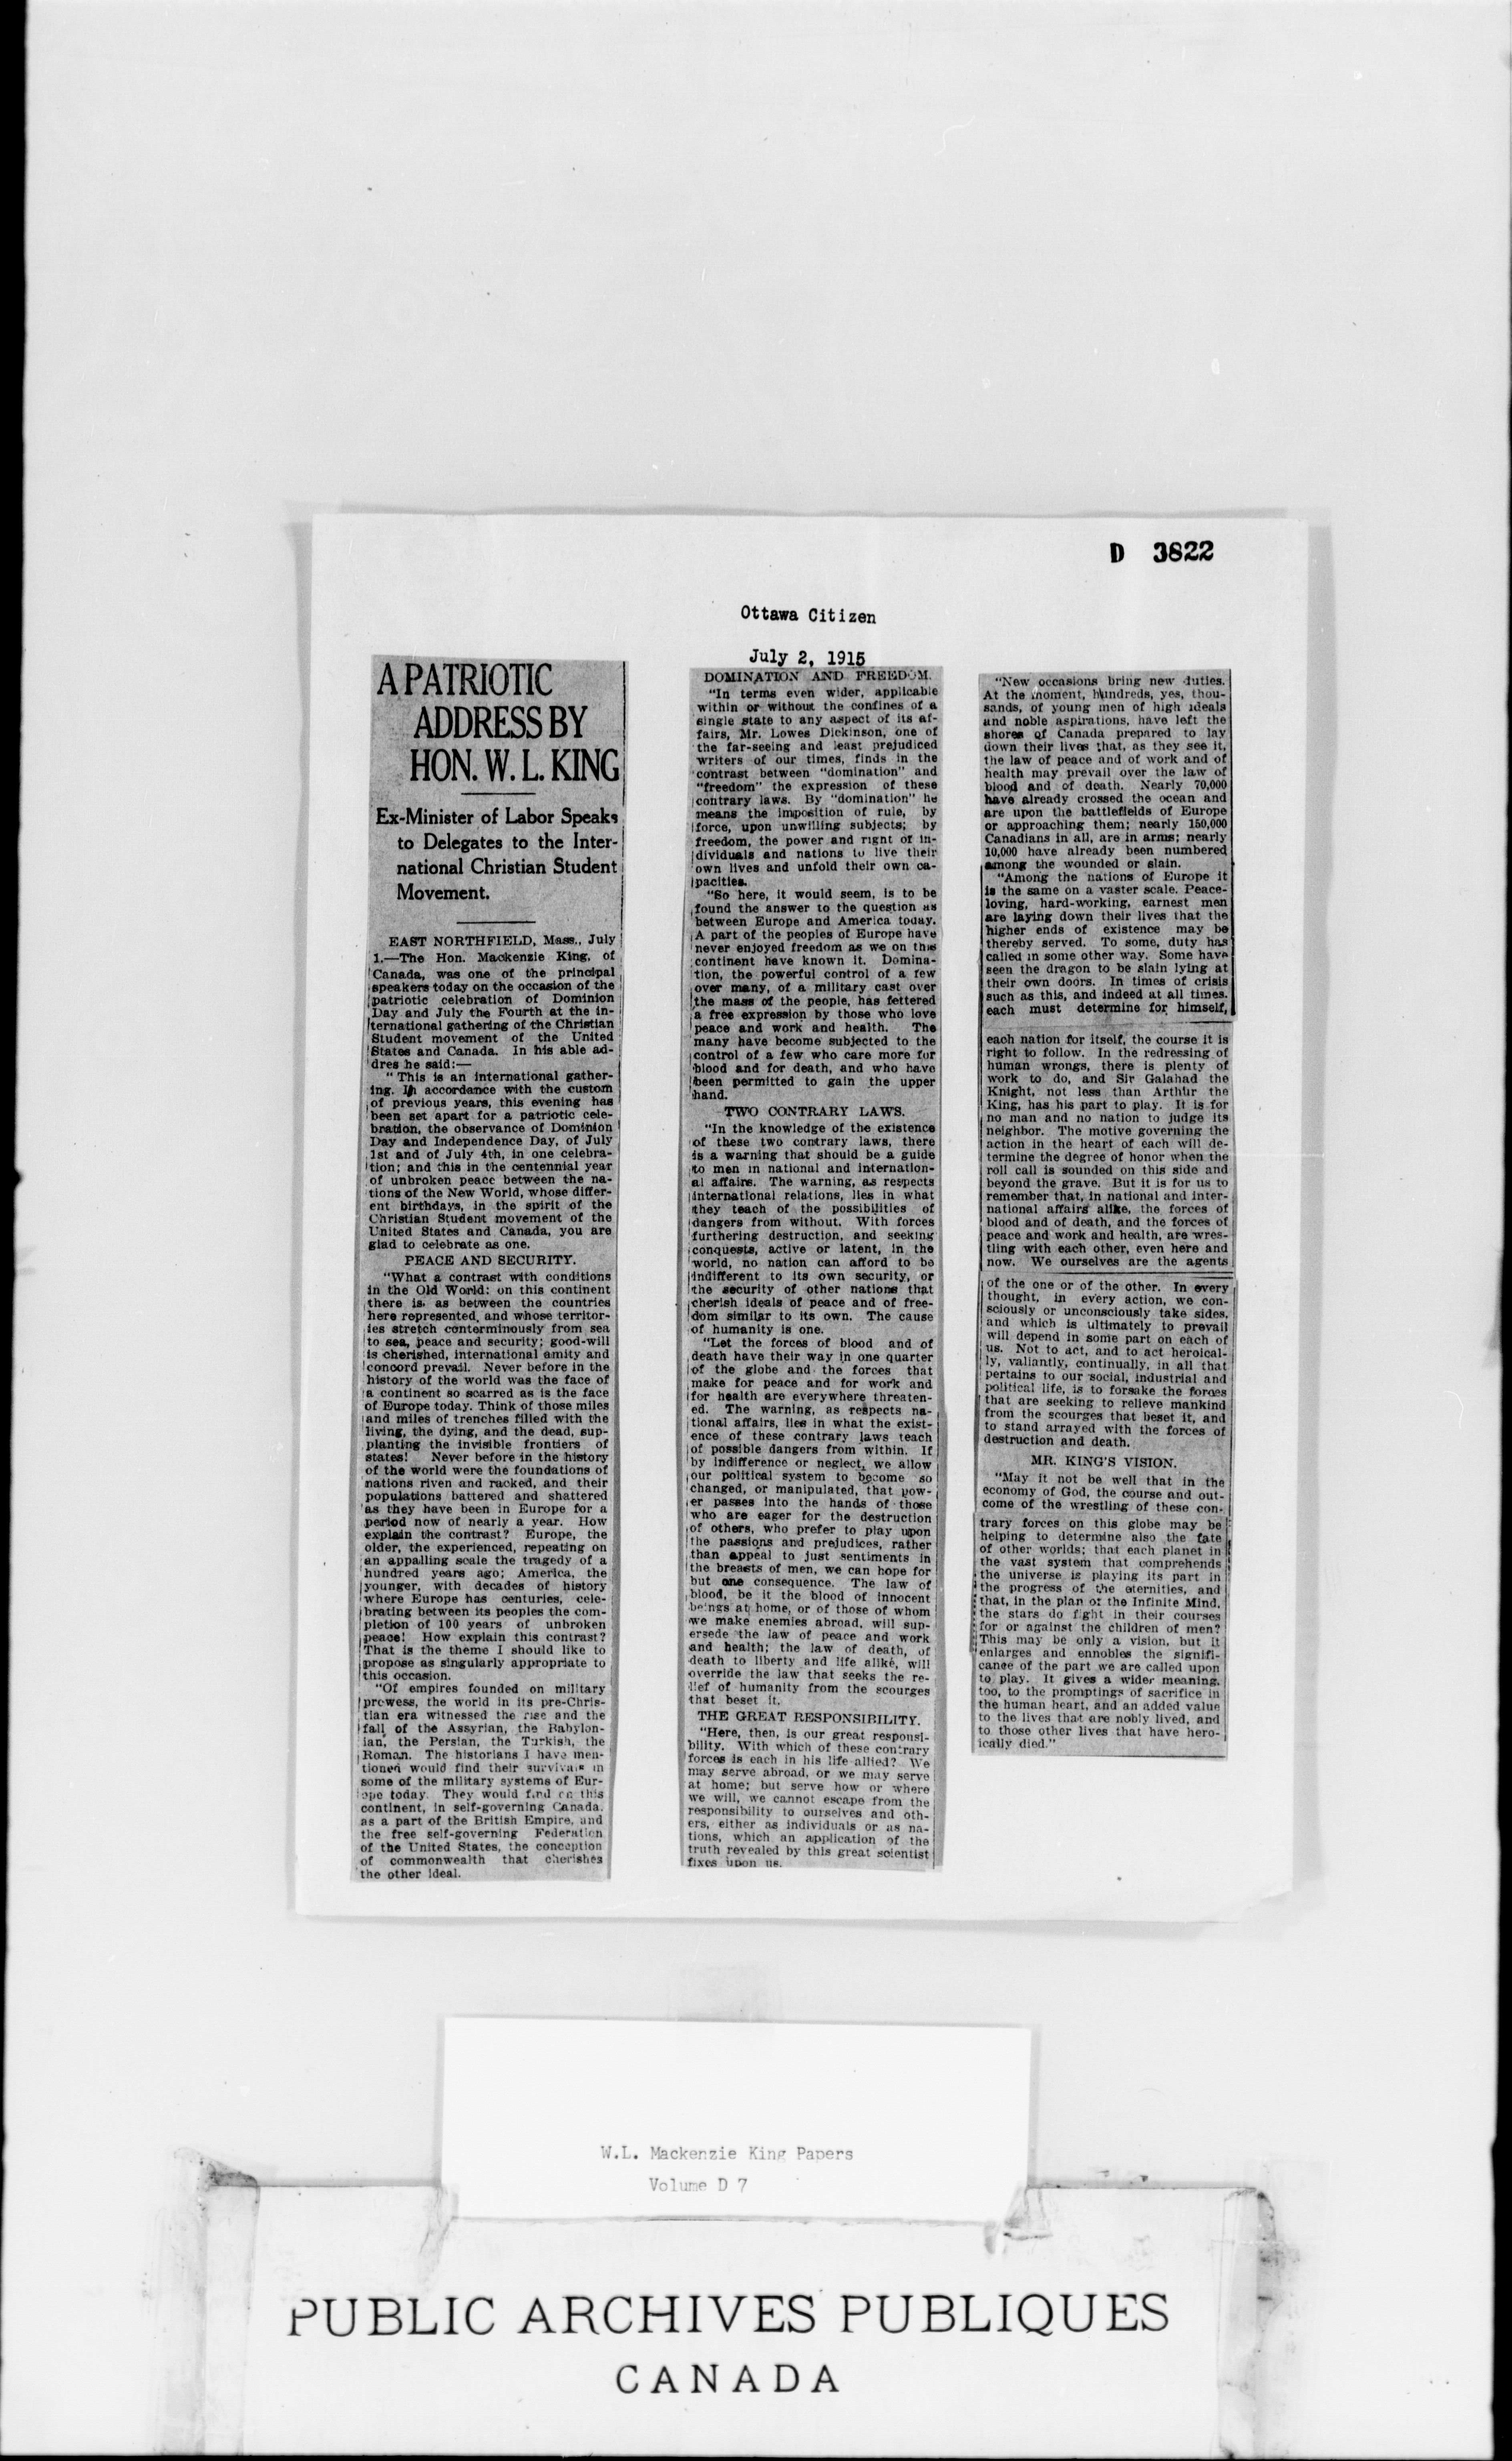 D 3822
Ottawa Citizen
July 2, 1915
A PATRIOTIC
ADDRESS BY
HON. W. L. KING
Ex-Minister of Labor Speaks
to Delegates to the Inter-
national Christian Student
Movement.
EAST NORTHFIELD, Mass., July
1.—The Hon. Mackenzie King, of
Canada, was one of the principal
speakers today on the occasion of the
patriotic celebration of Dominion
Day and July the Fourth at the in-
ternational gathering of the Christian
Student movement of the United
States and Canada. In his able ad-
dres he said:—
"This is an international gather-
ing. In accordance with the custom
of previous years, this evening has
been set apart for a patriotic cele-
bration, the observance of Dominion
Day and Independence Day, of July
1st and of July 4th, in one celebra-
tion; and this in the centennial year
of unbroken peace between the na-
tions of the New World, whose differ-
ent birthdays, in the spirit of the
Christian Student movement of the
United States and Canada, you are
glad to celebrate as one.
PEACE AND SECURITY.
"What a contrast with conditions
in the Old World: on this continent
there is, as between the countries
here represented, and whose territor-
ies stretch conterminously from sea
to sea, peace and security; good-will
is cherished, international amity and
concord prevail. Never before in the
history of the world was the face of
a continent so scarred as is the face
of Europe today. Think of those miles
and miles of trenches filled with the
living, the dying, and the dead, sup-
planting the invisible frontiers of
states! Never before in the history
of the world were the foundations of
nations riven and racked, and their
populations battered and shattered
as they have been in Europe for a
period now of nearly a year. How
explain the contrast? Europe, the
older, the experienced, repeating on
an appalling scale the tragedy of a
hundred years ago; America, the
younger, with decades of history
where Europe has centuries, cele-
brating between its peoples the com-
pletion of 100 years of unbroken
peace! How explain this contrast?
That is the theme I should like to
propose as singularly appropriate to
this occasion.
"Of empires founded on military
prowess, the world in its pre-Chris-
tian era witnessed the rise and the
fall of the Assyrian, the Babylon-
ian, the Persian, the Turkish, the
Roman. The historians I have men-
tioned would find their survivals in
some of the military systems of Eur-
ope today. They would find on this
continent, in self-governing Canada,
as a part of the British Empire, and
the free self-governing Federation
of the United States, the conception
of commonwealth that cherishes
the other ideal.
DOMINATION AND FREEDOM.
"In terms even wider, applicable
within or without the confines of a
single state to any aspect of its af-
fairs, Mr. Lowes Dickinson, one of
the far-seeing and least prejudiced
writers of our times, finds in the
contrast between "domination" and
"freedom" the expression of these
contrary laws. By "domination" he
means the imposition of rule, by
force, upon unwilling subjects; by
freedom, the power and right of in-
dividuals and nations to live their
own lives and unfold their own ca-
pacities.
"So here, it would seem, is to be
found the answer to the question as
between Europe and America today.
A part of the peoples of Europe have
never enjoyed freedom as we on this
continent have known it. Domina-
tion, the powerful control of a few
over many, of a military cast over
the mass of the people, has fettered
a free expression by those who love
peace and work and health. The
many have become subjected to the
control of a few who care more for
blood and for death, and who have
been permitted to gain the upper
hand.
TWO CONTRARY LAWS.
"In the knowledge of the existence
of these two contrary laws, there
is a warning that should be a guide
to men in national and internation-
al affairs. The warning, as respects
international relations, lies in what
they teach of the possibilities of
dangers from without. With forces
furthering destruction, and seeking
conquests, active or latent, in the
world, no nation can afford to be
indifferent to its own security, or
the security of other nations that
cherish ideals of peace and of free-
dom similar to its own. The cause
of humanity is one.
"Let the forces of blood and of
death have their way in one quarter
of the globe and the forces that
make for peace and for work and
for health are everywhere threaten-
ed. The warning, as respects na-
tional affairs, lies in what the exist-
ence of these contrary laws teach
of possible dangers from within. If
by indifference or neglect, we allow
our political system to become so
changed, or manipulated, that pow-
er passes into the hands of those
who are eager for the destruction
of others, who prefer to play upon
the passions and prejudices, rather
than appeal to just sentiments in
the breasts of men, we can hope for
but one consequence. The law of
blood, be it the blood of innocent
beings at home, or of those of whom
we make enemies abroad, will sup-
ersede the law of peace and work
and health; the law of death, of
death to liberty and life alike, will
override the law that seeks the re-
lief of humanity from the scourges
that beset it.
THE GREAT RESPONSIBILITY.
"Here, then, is our great responsi-
bility. With which of these contrary
forces is each in his life allied? We
may serve abroad, or we may serve
at home; but serve how or where
we will, we cannot escape from the
responsibility to ourselves and oth-
ers, either as individuals or as na-
tions, which an application of the
truth revealed by this great scientist
fixes upon us.
"New occasions bring new duties.
At the moment, hundreds, yes, thou-
sands, of young men of high ideals
and noble aspirations, have left the
shores of Canada prepared to lay
down their lives that, as they see it,
the law of peace and of work and of
health may prevail over the law of
blood and of death. Nearly 70,000
have already crossed the ocean and
are upon the battlefields of Europe
or approaching them; nearly 150,000
Canadians in all, are in arms; nearly
10,000 have already been numbered
among the wounded or slain.
"Among the nations of Europe it
is the same on a vaster scale. Peace-
loving, hard-working, earnest men
are laying down their lives that the
higher ends of existence may be
thereby served. To some, duty has
called in some other way. Some have
seen the dragon to be slain lying at
their own doors. In times of crisis
such as this, and indeed at all times,
each must determine for himself,
each nation for itself, the course it is
right to follow. In the redressing of
human wrongs, there is plenty of
work to do, and Sir Galahad the
Knight, not less than Arthur the
King, has his part to play. It is for
no man and no nation to judge its
neighbor. The motive governing the
action in the heart of each will de-
termine the degree of honor when the
roll call is sounded on this side and
beyond the grave. But it is for us to
remember that, in national and inter-
national affairs alike, the forces of
blood and of death, and the forces of
peace and work and health, are wres-
tling with each other, even here and
now. We ourselves are the agents
of the one or of the other. In every
thought, in every action, we con-
sciously or unconsciously take sides,
and which is ultimately to prevail
will depend in some part on each of
us. Not to act, and to act heroical-
ly, valiantly, continually, in all that
pertains to our social, industrial and
political life, is to forsake the forces
that are seeking to relieve mankind
from the scourges that beset it, and
to stand arrayed with the forces of
destruction and death.
MR. KING'S VISION.
"May it not be well that in the
economy of God, the course and out-
come of the wrestling of these con-
trary forces on this globe may be
helping to determine also the fate
of other worlds; that each planet in
the vast system that comprehends
the universe is playing its part in
the progress of the eternities, and
that, in the plan of the Infinite Mind,
the stars do fight in their courses
for or against the children of men?
This may be only a vision, but it
enlarges and ennobles the signifi-
cance of the part we are called upon
to play. It gives a wider meaning,
too, to the promptings of sacrifice in
the human heart, and an added value
to the lives that are nobly lived, and
to those other lives that have hero-
ically died."
W.L. Mackenzie King Papers
Volume D 7
PUBLIC ARCHIVES PUBLIQUES
CANADA